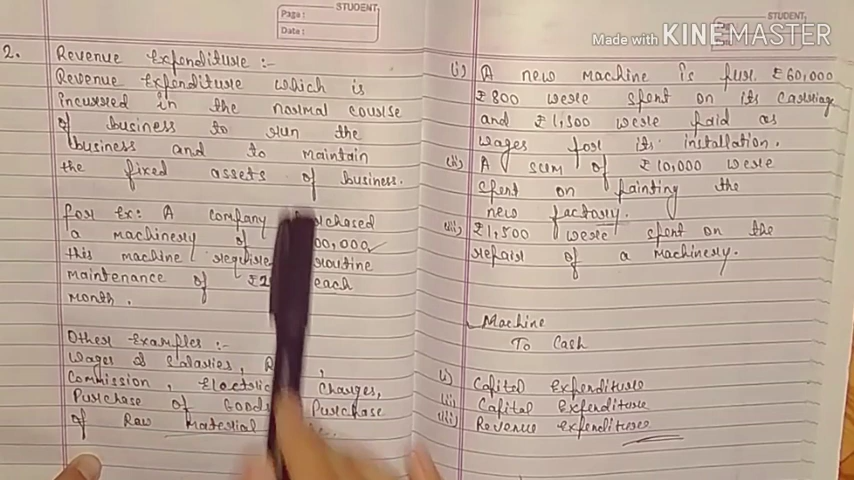 Page:
STUDENT
Date:
2. Revenue Expenditure :-
Revenue Expenditure which is
incurred in the normal course
of business to run the
business and to maintain
the fixed assets of business.
for Ex: A company
a machinery of 00,000
this machine routine
maintenance of ₹2 each
month.
Other Examples :-
Wages & Salaries,
Commission, Charges,
Purchase of Goods Purchase
of Raw Material
STUDENT
Made with KINEMASTER
(i) A new machine is fur. ₹60,000
₹800 were spent on its carriage
and ₹1,500 were paid as
wages for its installation.
(ii) A sum of ₹10,000 were
spent on painting the
new factory.
(iii) ₹1,500 were spent on the
repair of a machinery.
Machine
To Cash
(i) Capital Expenditure
(ii) Capital Expenditure
(iii) Revenue Expenditure